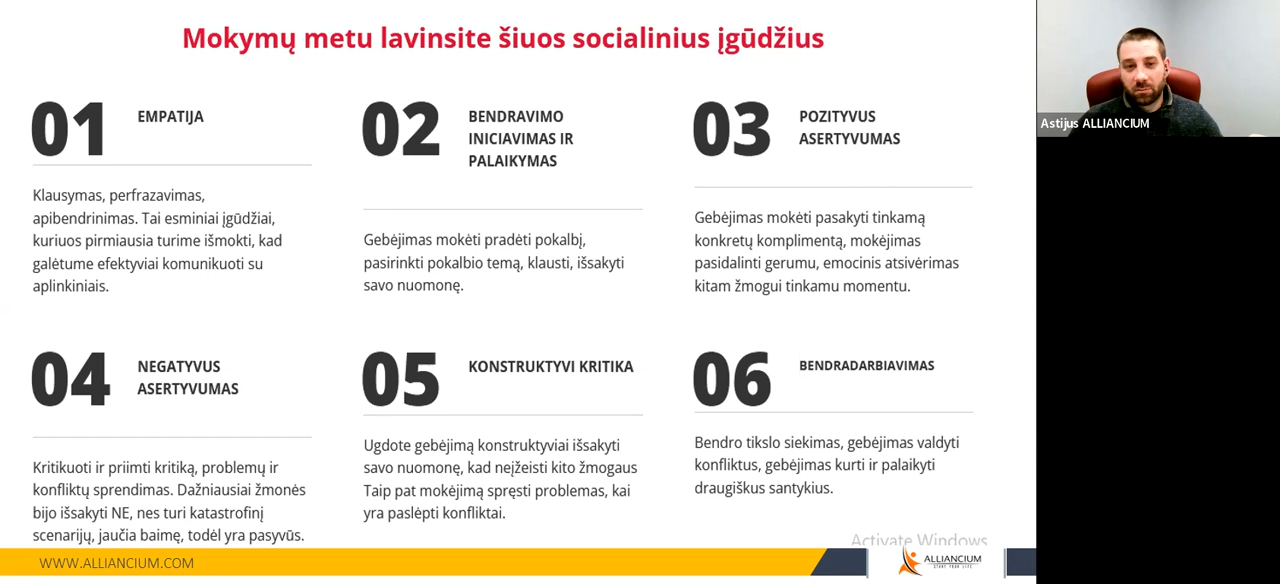 Mokymų metu lavinsite šiuos socialinius įgūdžius
01
EMPATIJA
Klausymas, perfrazavimas,
apibendrinimas. Tai esminiai įgūdžiai,
kuriuos pirmiausia turime išmokti, kad
galėtume efektyviai komunikuoti su
aplinkiniais.
02
BENDRAVIMO
INICIAVIMAS IR
PALAIKYMAS
Gebėjimas mokėti pradėti pokalbį,
pasirinkti pokalbio temą, klausti, išsakyti
savo nuomonę.
03
POZITYVUS
ASERTYVUMAS
Gebėjimas mokėti pasakyti tinkamą
konkretų komplimentą, mokėjimas
pasidalinti gerumu, emocinis atsivėrimas
kitam žmogui tinkamu momentu.
04
NEGATYVUS
ASERTYVUMAS
Kritikuoti ir priimti kritiką, problemų ir
konfliktų sprendimas. Dažniausiai žmonės
bijo išsakyti NE, nes turi katastrofinį
scenarijų, jaučia baimę, todėl yra pasyvūs.
05
KONSTRUKTYVI KRITIKA
Ugdote gebėjimą konstruktyviai išsakyti
savo nuomonę, kad neįžeisti kito žmogaus
Taip pat mokėjimą spręsti problemas, kai
yra paslėpti konfliktai.
06
BENDRADARBIAVIMAS
Bendro tikslo siekimas, gebėjimas valdyti
konfliktus, gebėjimas kurti ir palaikyti
draugiškus santykius.
Activate Windows
WWW.ALLIANCIUM.COM
ALLIANCIUM
START YOUR LIFE
Astijus ALLIANCIUM